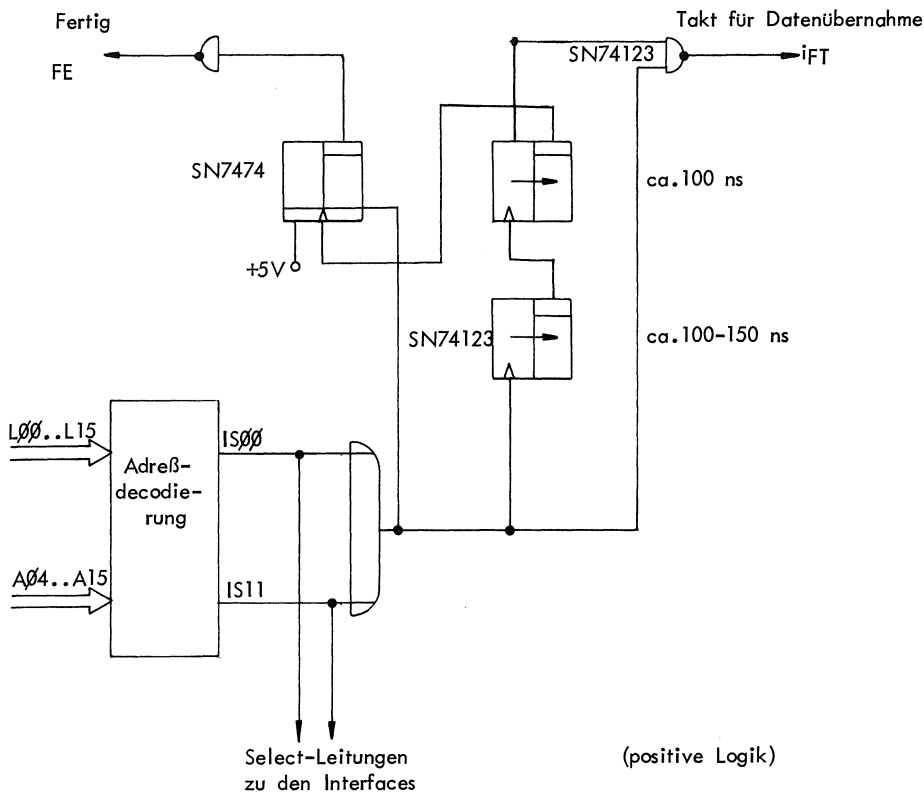 Fertig
Takt für Datenübernahme
FE
SN74123
iFT
SN7474
ca.100 ns
+5V
SN74123
ca.100-150 ns
LØØ..L15
ISØØ
Adreß-
decodie-
rung
AØ4..A15
IS11
Select-Leitungen
zu den Interfaces
(positive Logik)